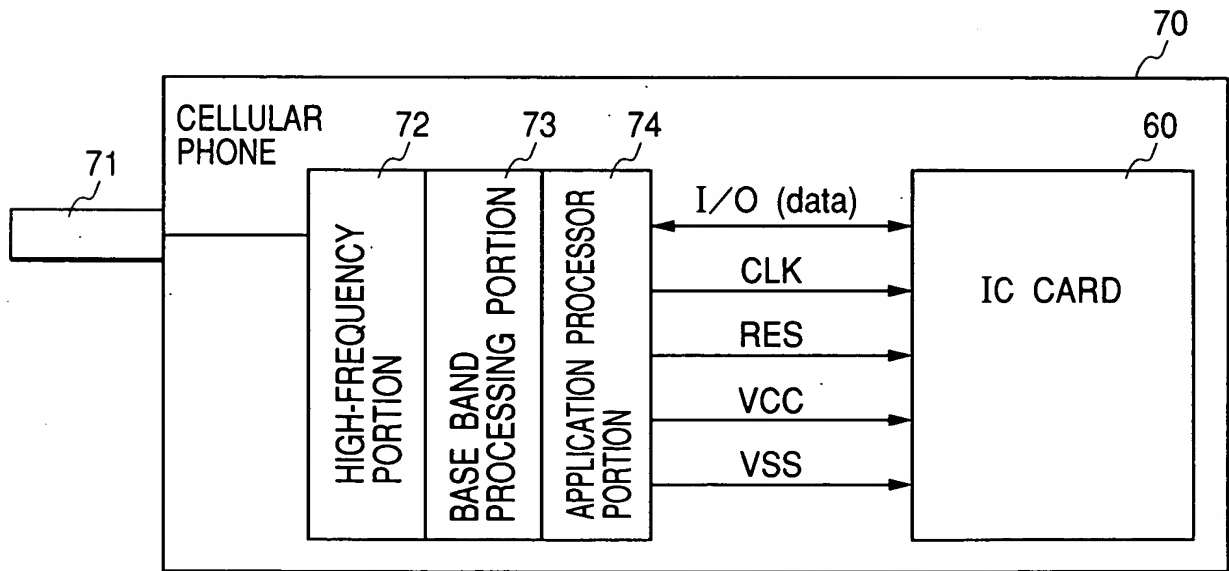 70
CELLULAR
PHONE
71
72
73
74
60
HIGH-FREQUENCY
PORTION
BASE BAND
PROCESSING PORTION
APPLICATION PROCESSOR
PORTION
I/O (data)
CLK
RES
VCC
VSS
IC CARD